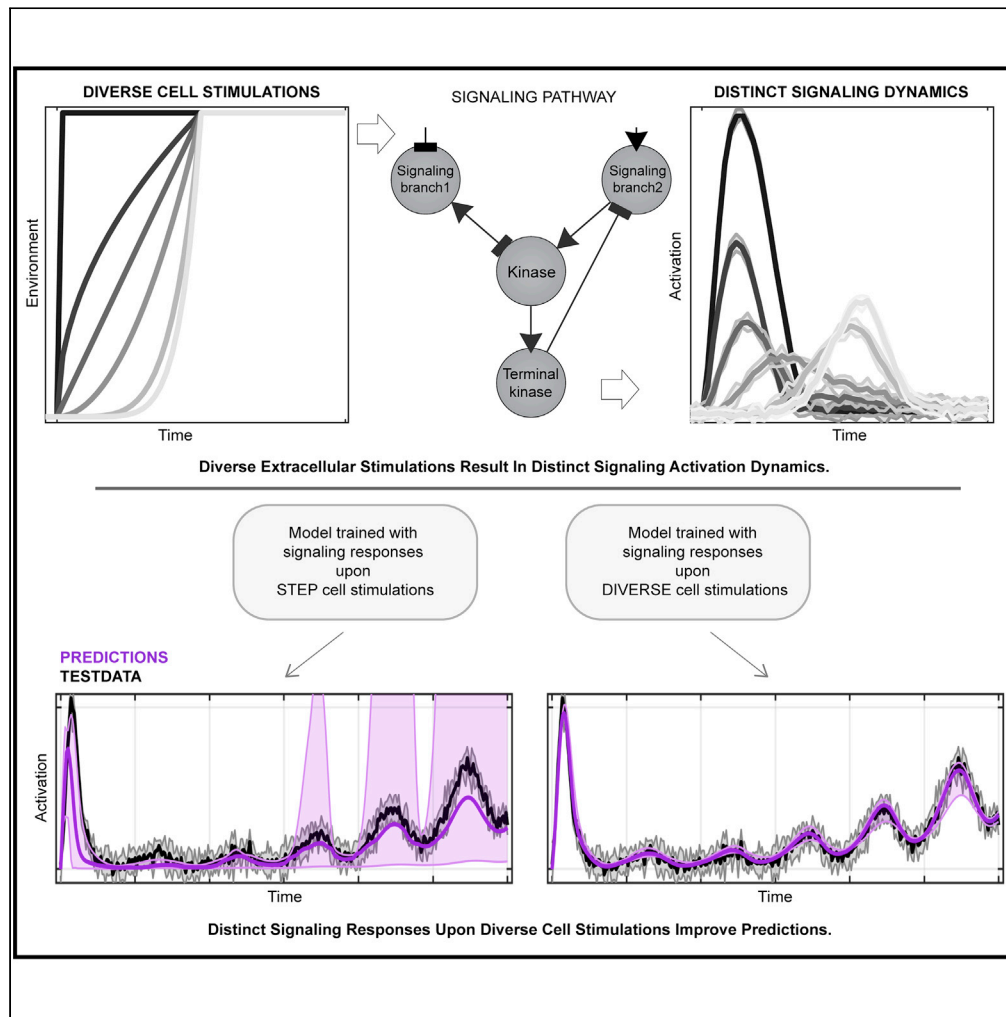 DIVERSE CELL STIMULATIONS
SIGNALING PATHWAY
DISTINCT SIGNALING DYNAMICS
Environment
Time
Signaling
branch1
Signaling
branch2
Kinase
Terminal
kinase
Activation
Time
Diverse Extracellular Stimulations Result In Distinct Signaling Activation Dynamics.
Model trained with
signaling responses
upon
STEP cell stimulations
Model trained with
signaling responses
upon
DIVERSE cell stimulations
PREDICTIONS
TESTDATA
Activation
Time
Time
Distinct Signaling Responses Upon Diverse Cell Stimulations Improve Predictions.